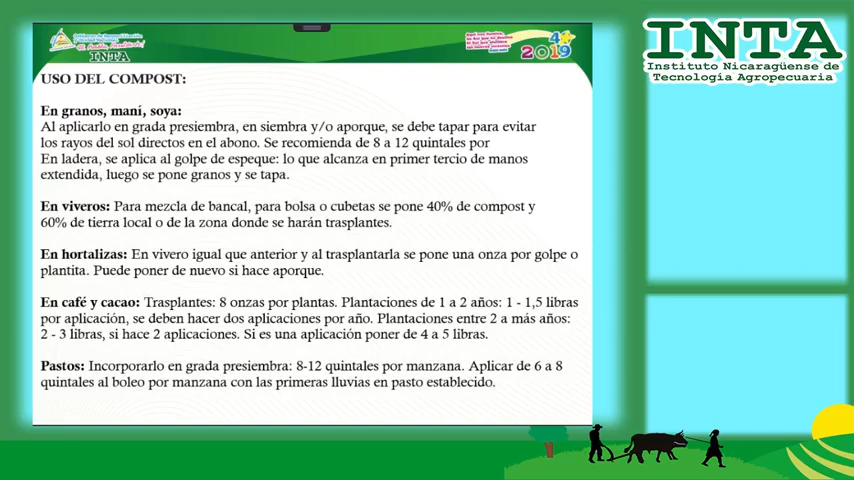 INTA
4
2019
INTA
Instituto Nicaragüense de
Tecnología Agropecuaria
USO DEL COMPOST:
En granos, maní, soya:
Al aplicarlo en grada presiembra, en siembra y/o aporque, se debe tapar para evitar
los rayos del sol directos en el abono. Se recomienda de 8 a 12 quintales por
En ladera, se aplica al golpe de espeque: lo que alcanza en primer tercio de manos
extendida, luego se pone granos y se tapa.
En viveros: Para mezcla de bancal, para bolsa o cubetas se pone 40% de compost y
60% de tierra local o de la zona donde se harán trasplantes.
En hortalizas: En vivero igual que anterior y al trasplantarla se pone una onza por golpe o
plantita. Puede poner de nuevo si hace aporque.
En café y cacao: Trasplantes: 8 onzas por plantas. Plantaciones de 1 a 2 años: 1 - 1,5 libras
por aplicación, se deben hacer dos aplicaciones por año. Plantaciones entre 2 a más años:
2 - 3 libras, si hace 2 aplicaciones. Si es una aplicación poner de 4 a 5 libras.
Pastos: Incorporarlo en grada presiembra: 8-12 quintales por manzana. Aplicar de 6 a 8
quintales al boleo por manzana con las primeras lluvias en pasto establecido.